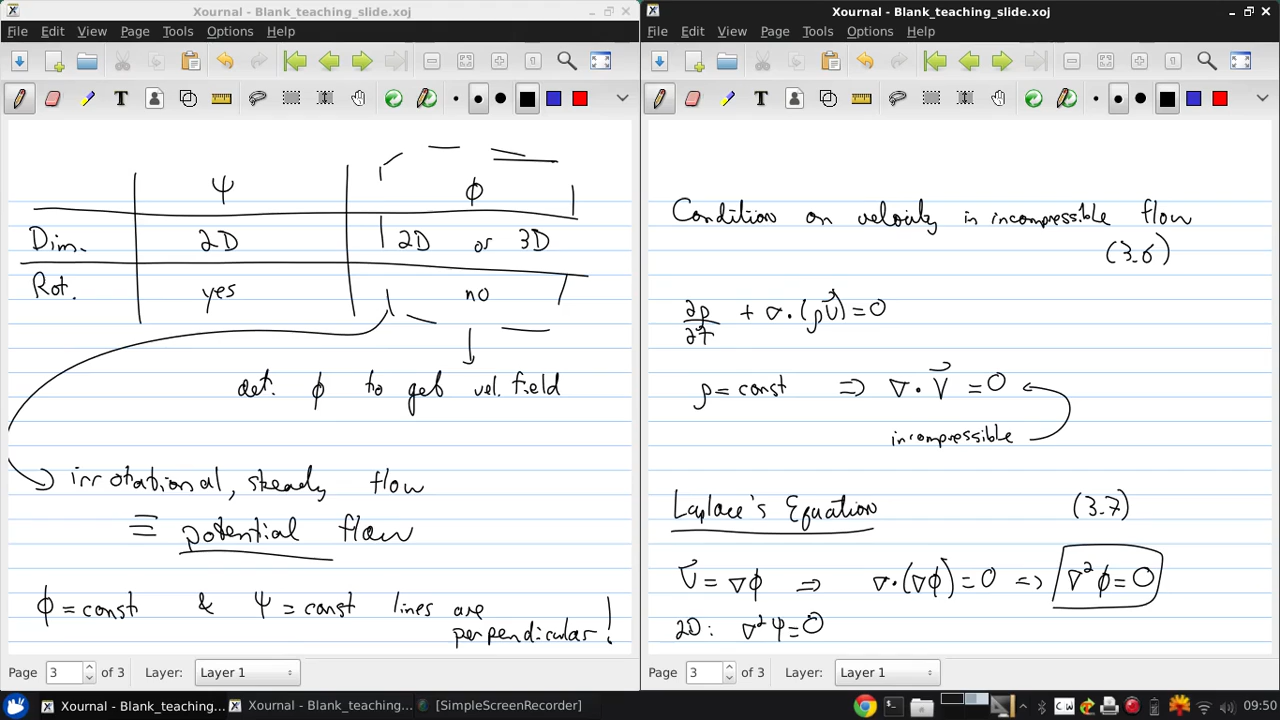 Xournal - Blank_teaching_slide.xoj
File Edit View Page Tools Options Help
ψ ϕ
Dim. 2D 2D or 3D
Rot. yes no
det. ϕ to get vel. field
irrotational, steady flow
≡ potential flow
ϕ = const & ψ = const lines are
perpendicular!
Page 3 of 3 Layer: Layer 1
Xournal - Blank_teaching_slide.xoj
File Edit View Page Tools Options Help
Condition on velocity in incompressible flow
(3.6)
∂ρ/∂t + ∇·(ρV⃗) = 0
ρ = const ⇒ ∇·V⃗ = 0
incompressible
Laplace's Equation (3.7)
V⃗ = ∇ϕ ⇒ ∇·(∇ϕ) = 0 ⇒ ∇²ϕ = 0
2D: ∇²ψ = 0
Page 3 of 3 Layer: Layer 1
Xournal - Blank_teaching... Xournal - Blank_teaching... [SimpleScreenRecorder] CW 09:50